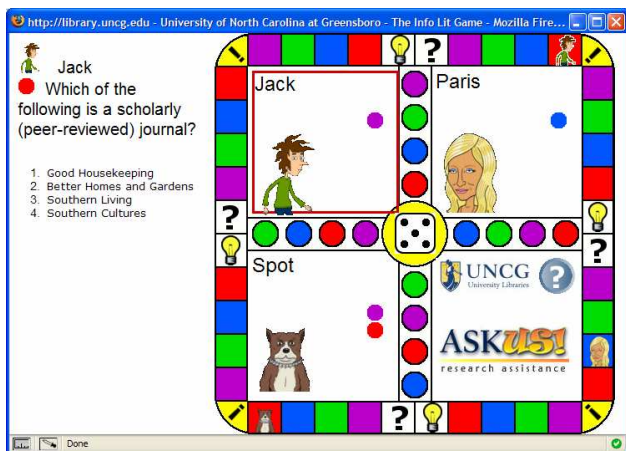 http://library.uncg.edu - University of North Carolina at Greensboro - The Info Lit Game - Mozilla Fire...
Jack
Which of the
following is a scholarly
(peer-reviewed) journal?
1. Good Housekeeping
2. Better Homes and Gardens
3. Southern Living
4. Southern Cultures
!
?
!
Jack
Paris
?
?
Spot
UNCG
University Libraries
?
ASKUS!
research assistance
!
?
!
Done